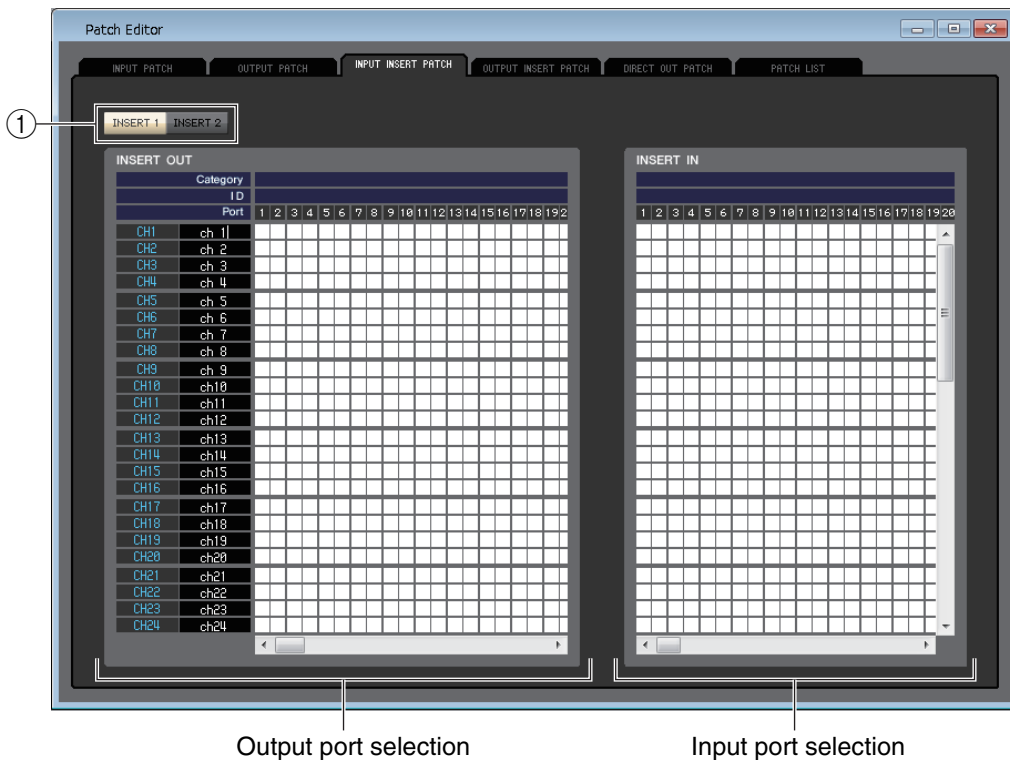 Patch Editor
INPUT PATCH OUTPUT PATCH INPUT INSERT PATCH OUTPUT INSERT PATCH DIRECT OUT PATCH PATCH LIST
1
INSERT 1 INSERT 2
INSERT OUT
Category
ID
Port 1 2 3 4 5 6 7 8 9 10 11 12 13 14 15 16 17 18 19 2
CH1 ch 1
CH2 ch 2
CH3 ch 3
CH4 ch 4
CH5 ch 5
CH6 ch 6
CH7 ch 7
CH8 ch 8
CH9 ch 9
CH10 ch10
CH11 ch11
CH12 ch12
CH13 ch13
CH14 ch14
CH15 ch15
CH16 ch16
CH17 ch17
CH18 ch18
CH19 ch19
CH20 ch20
CH21 ch21
CH22 ch22
CH23 ch23
CH24 ch24
INSERT IN
1 2 3 4 5 6 7 8 9 10 11 12 13 14 15 16 17 18 19 20
Output port selection
Input port selection